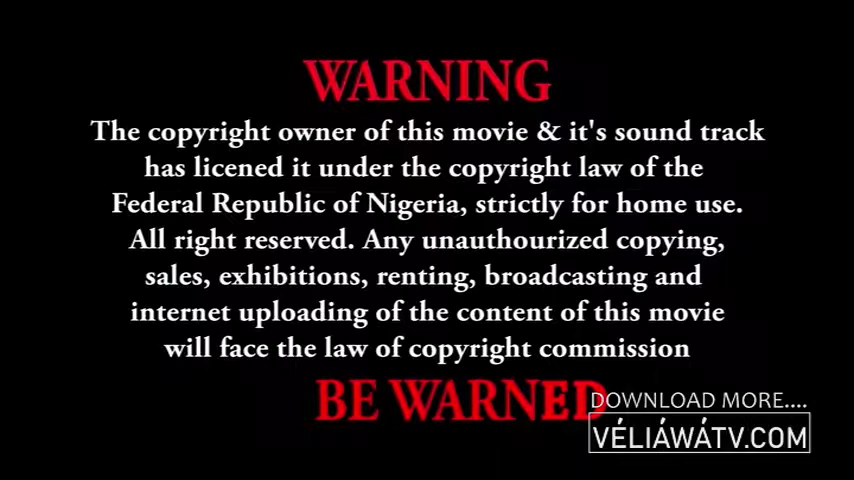 WARNING
The copyright owner of this movie & it's sound track
has licened it under the copyright law of the
Federal Republic of Nigeria, strictly for home use.
All right reserved. Any unauthourized copying,
sales, exhibitions, renting, broadcasting and
internet uploading of the content of this movie
will face the law of copyright commission
BE WARNED
DOWNLOAD MORE....
VÉLIÁWÁTV.COM